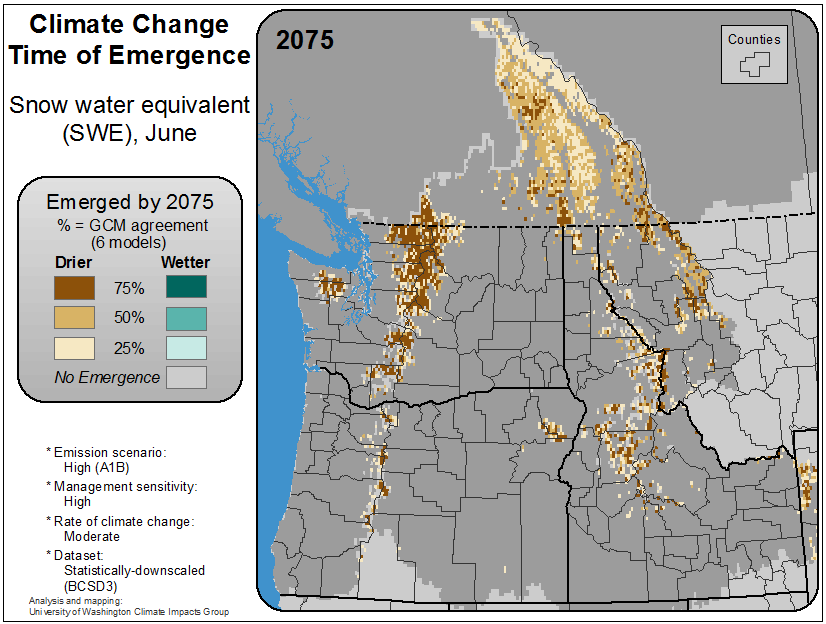 Climate Change
Time of Emergence
Snow water equivalent
(SWE), June
Emerged by 2075
% = GCM agreement
(6 models)
Drier Wetter
75%
50%
25%
No Emergence
* Emission scenario:
High (A1B)
* Management sensitivity:
High
* Rate of climate change:
Moderate
* Dataset:
Statistically-downscaled
(BCSD3)
Analysis and mapping:
University of Washington Climate Impacts Group
2075
Counties